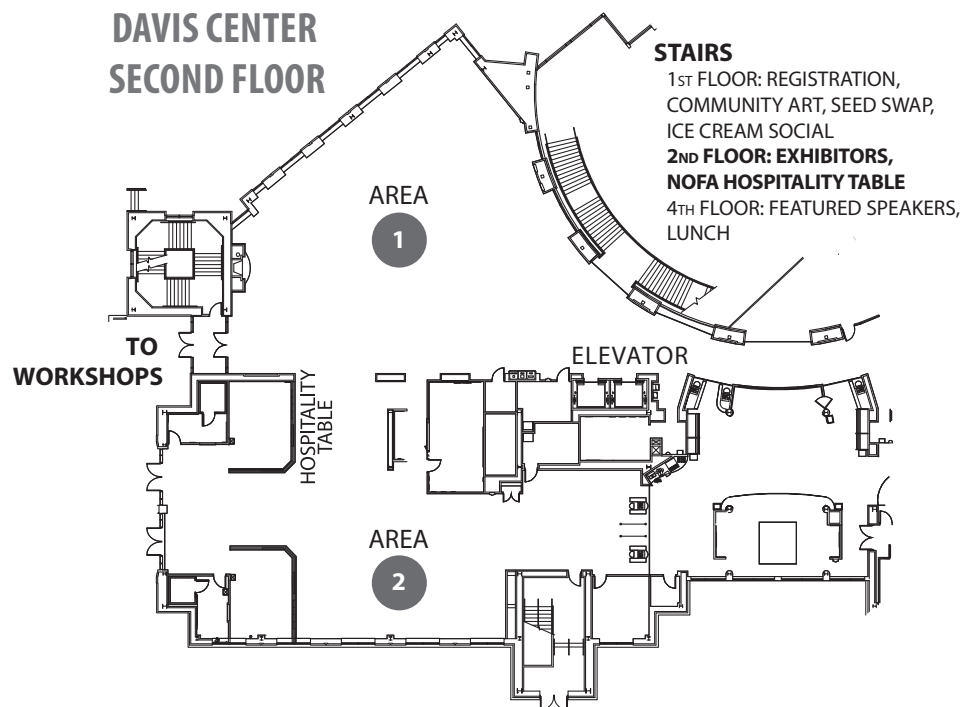 DAVIS CENTER
SECOND FLOOR
STAIRS
1ST FLOOR: REGISTRATION,
COMMUNITY ART, SEED SWAP,
ICE CREAM SOCIAL
2ND FLOOR: EXHIBITORS,
NOFA HOSPITALITY TABLE
4TH FLOOR: FEATURED SPEAKERS,
LUNCH
AREA
1
TO
WORKSHOPS
ELEVATOR
HOSPITALITY
TABLE
AREA
2